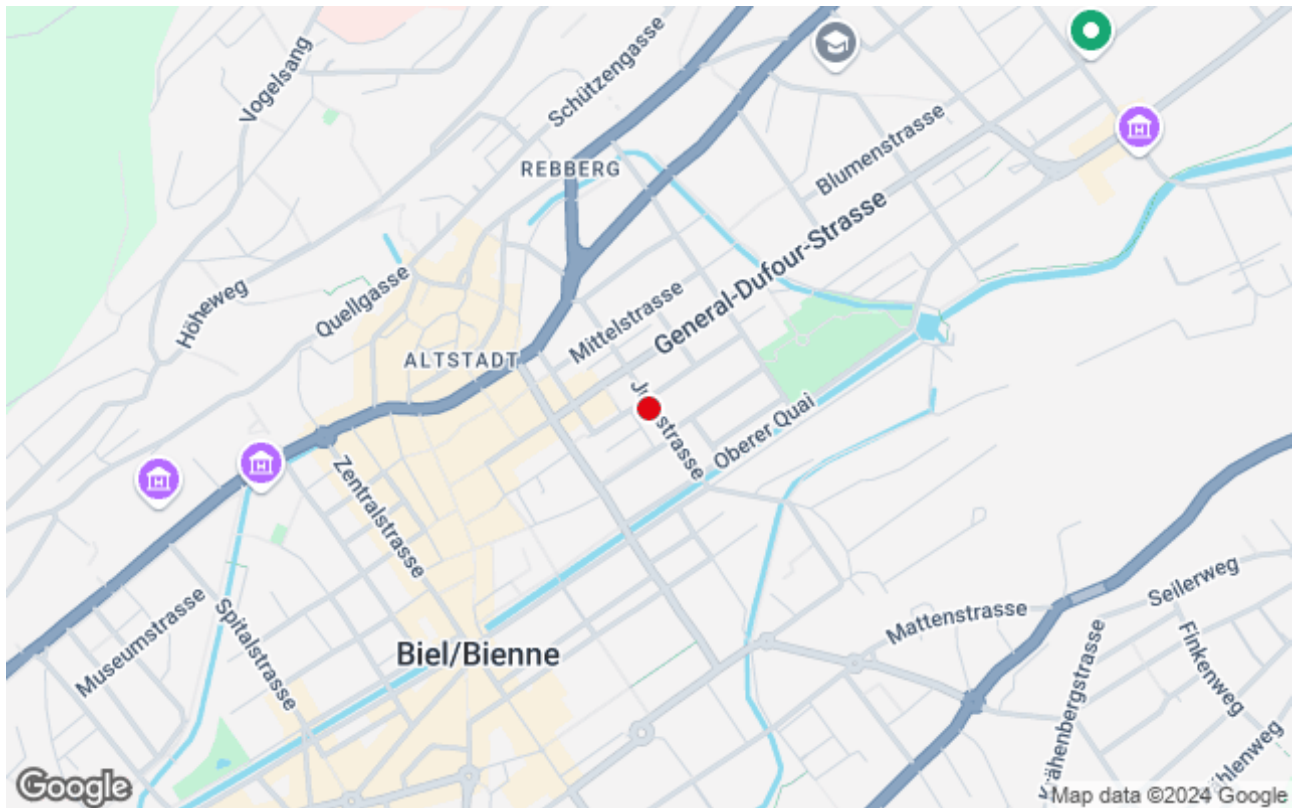 Vogelsang
Schützengasse
REBBERG
Blumenstrasse
General-Dufour-Strasse
Höheweg
Quellgasse
Mittelstrasse
ALTSTADT
Oberer Quai
Zentralstrasse
Museumstrasse
Spitalstrasse
Biel/Bienne
Mattenstrasse
Seilerweg
Finkenweg
Google
Map data ©2024 Google